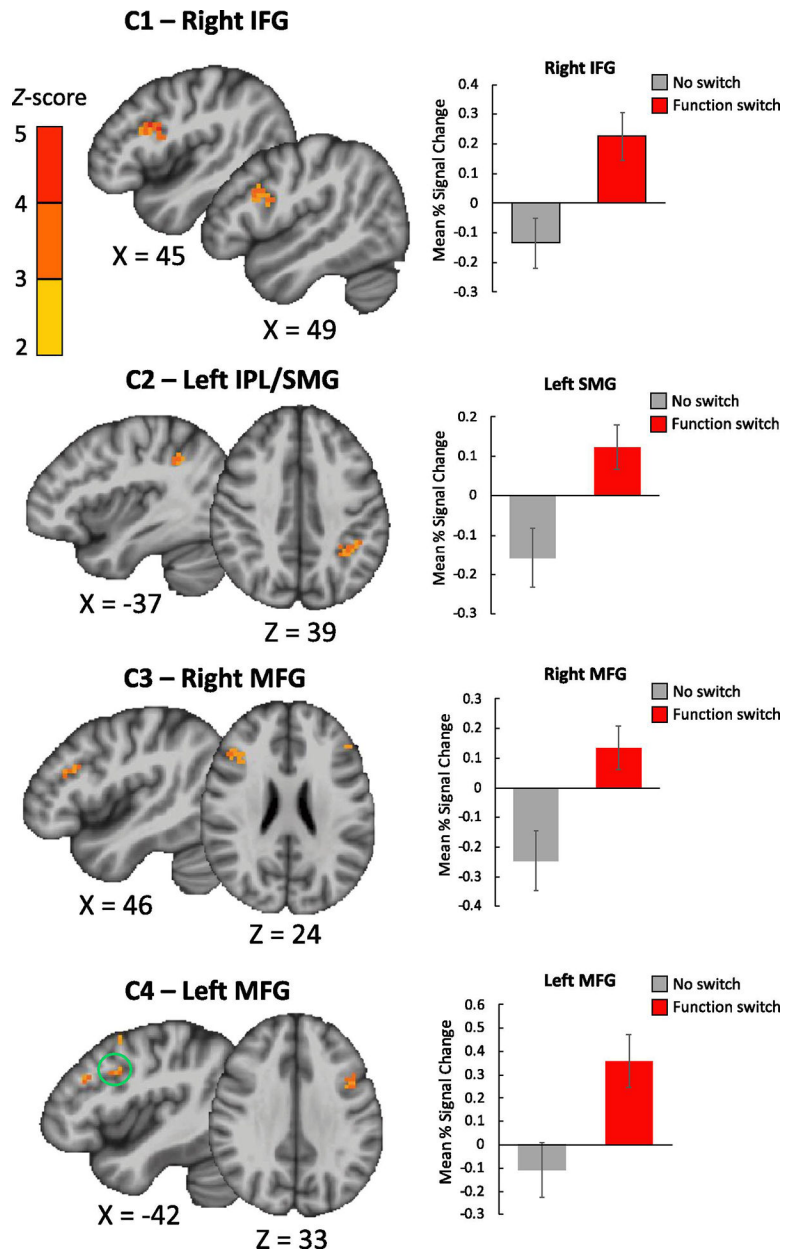 C1 – Right IFG
Z-score
5
4
3
2
X = 45
X = 49
Right IFG
No switch
Function switch
Mean % Signal Change
0.4
0.3
0.2
0.1
0
-0.1
-0.2
-0.3
C2 – Left IPL/SMG
X = -37
Z = 39
Left SMG
No switch
Function switch
Mean % Signal Change
0.2
0.1
0
-0.1
-0.2
-0.3
C3 – Right MFG
X = 46
Z = 24
Right MFG
No switch
Function switch
Mean % Signal Change
0.3
0.2
0.1
0
-0.1
-0.2
-0.3
-0.4
C4 – Left MFG
X = -42
Z = 33
Left MFG
No switch
Function switch
Mean % Signal Change
0.6
0.5
0.4
0.3
0.2
0.1
0
-0.1
-0.2
-0.3